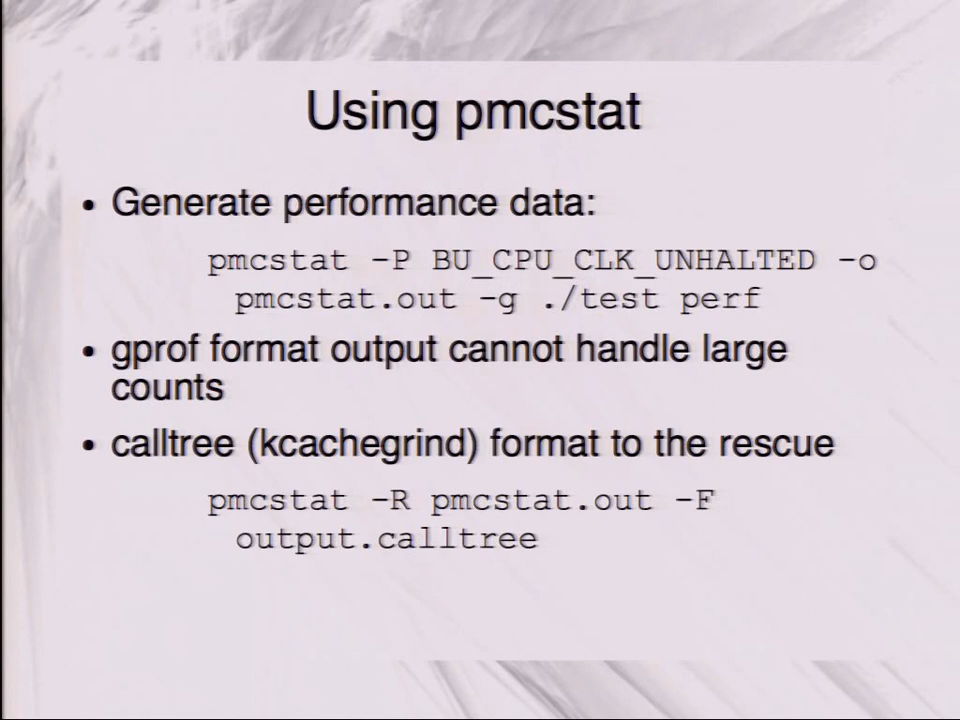 Using pmcstat
• Generate performance data:
pmcstat -P BU_CPU_CLK_UNHALTED -o
pmcstat.out -g ./test perf
• gprof format output cannot handle large
counts
• calltree (kcachegrind) format to the rescue
pmcstat -R pmcstat.out -F
output.calltree